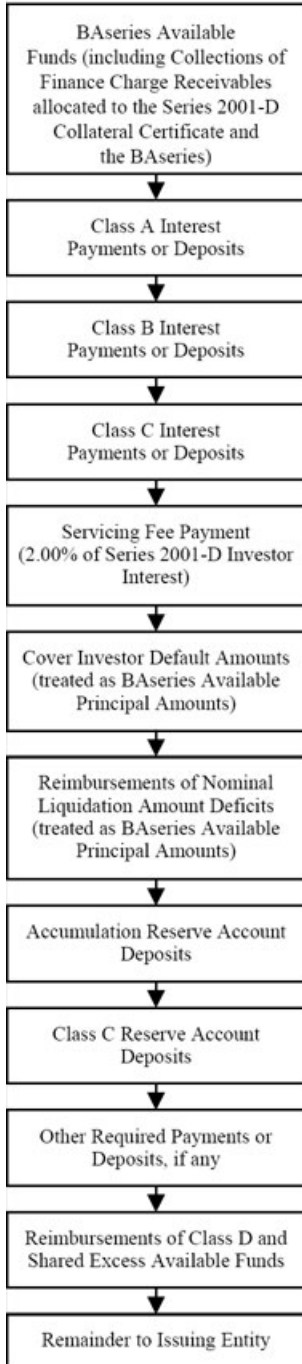 BAseries Available
Funds (including Collections of
Finance Charge Receivables
allocated to the Series 2001-D
Collateral Certificate and
the BAseries)
Class A Interest
Payments or Deposits
Class B Interest
Payments or Deposits
Class C Interest
Payments or Deposits
Servicing Fee Payment
(2.00% of Series 2001-D Investor
Interest)
Cover Investor Default Amounts
(treated as BAseries Available
Principal Amounts)
Reimbursements of Nominal
Liquidation Amount Deficits
(treated as BAseries Available
Principal Amounts)
Accumulation Reserve Account
Deposits
Class C Reserve Account
Deposits
Other Required Payments or
Deposits, if any
Reimbursements of Class D and
Shared Excess Available Funds
Remainder to Issuing Entity